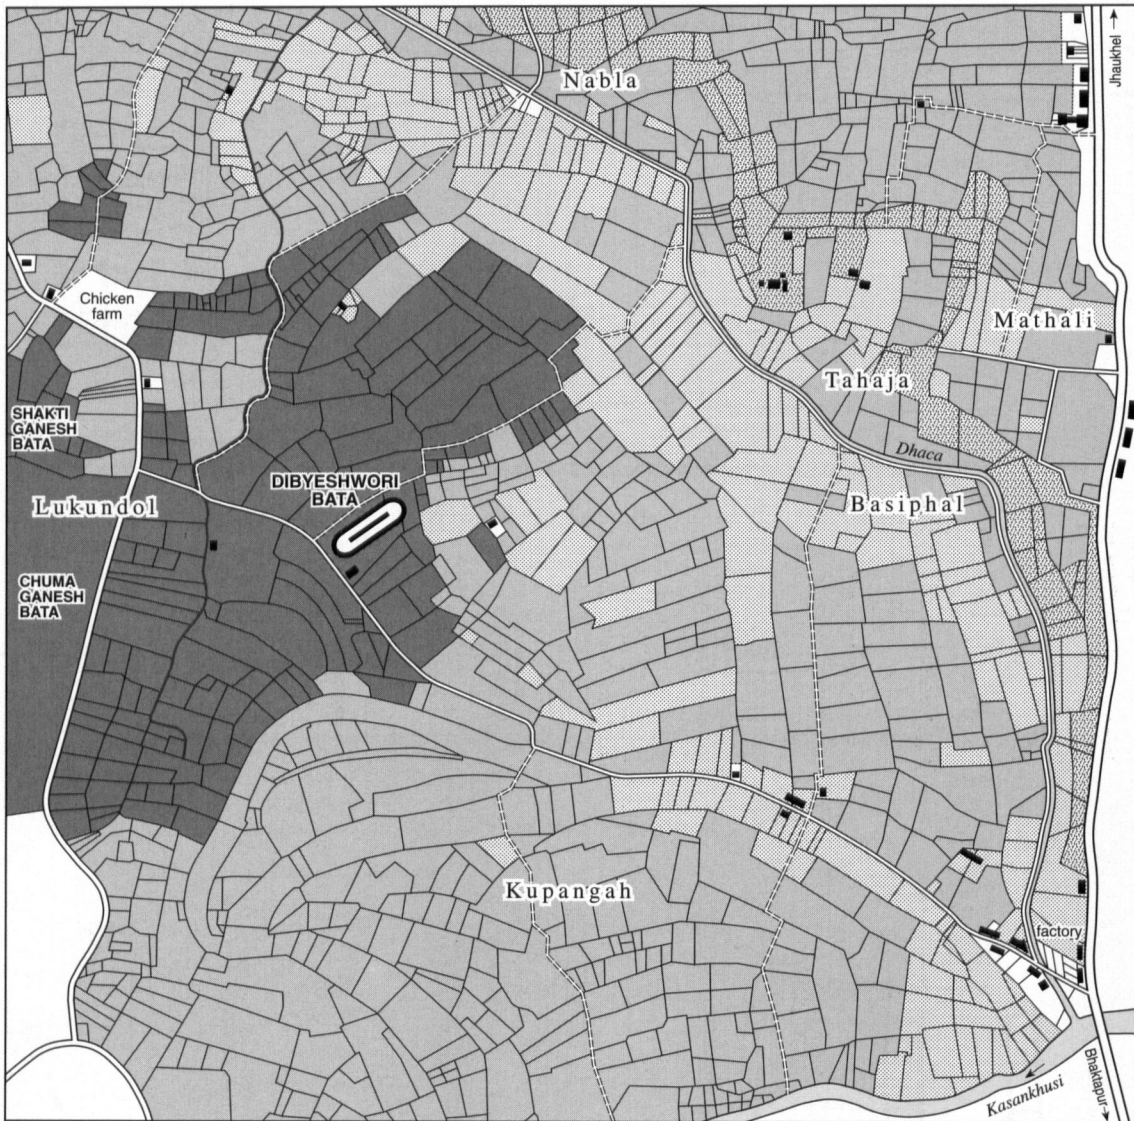 Jhaukhel
Nabla
Mathali
Chicken
farm
Tahaja
SHAKTI
GANESH
BATA
Dhaca
DIBYESHWORI
BATA
Lukundol
Basiphal
CHUMA
GANESH
BATA
Kupangah
factory
Kasankhusi
Bhaktapur